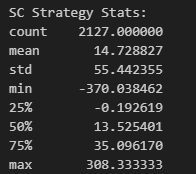 SC Strategy Stats:
count 2127.000000
mean 14.728827
std 55.442355
min -370.038462
25% -0.192619
50% 13.525401
75% 35.096170
max 308.333333